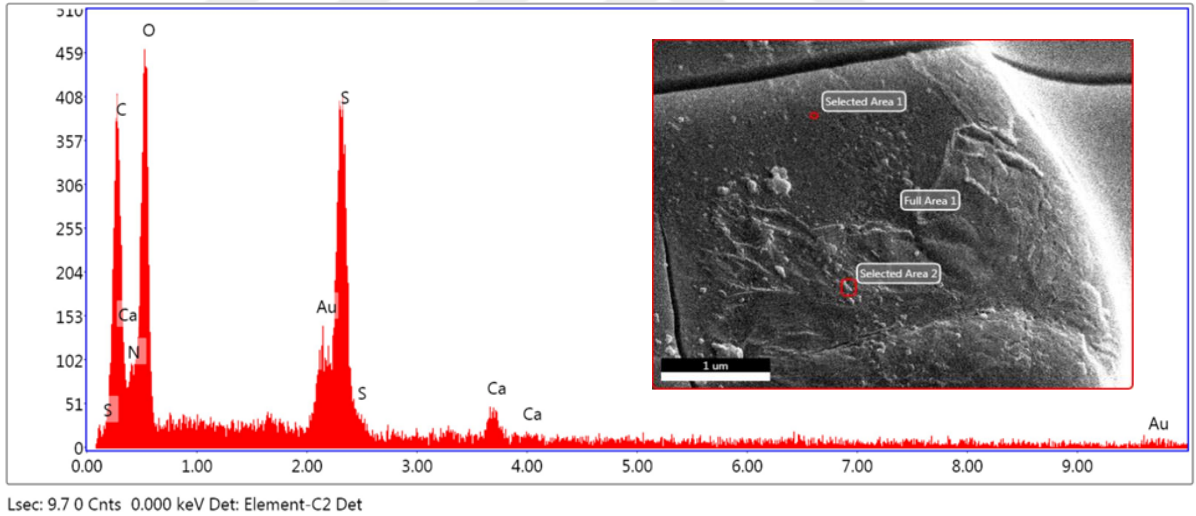 510
459
408
357
306
255
204
153
102
51
0
O
C
S
Ca
N
S
Au
S
Ca
Ca
Au
0.00 1.00 2.00 3.00 4.00 5.00 6.00 7.00 8.00 9.00
Selected Area 1
Full Area 1
Selected Area 2
1 um
Lsec: 9.7 0 Cnts 0.000 keV Det: Element-C2 Det